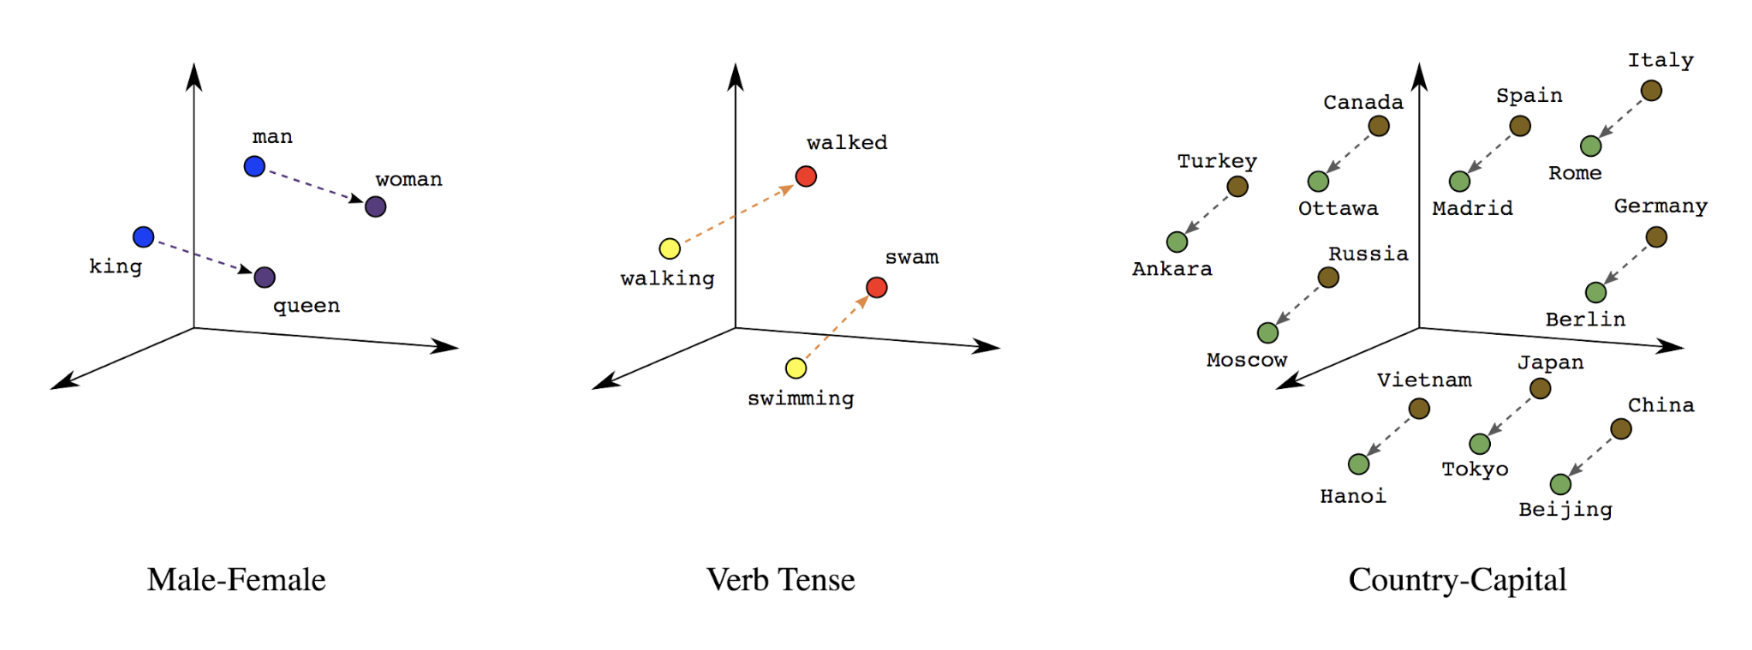 man
woman
king
queen
Male-Female
walked
walking
swam
swimming
Verb Tense
Italy
Canada
Spain
Turkey
Rome
Ottawa
Madrid
Germany
Ankara
Russia
Berlin
Moscow
Japan
Vietnam
China
Tokyo
Hanoi
Beijing
Country-Capital